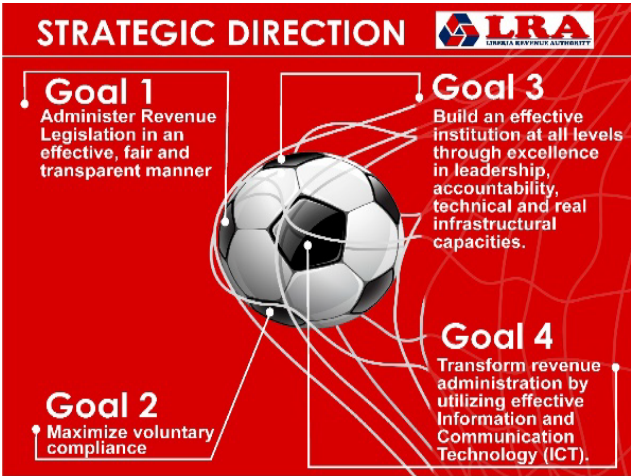 STRATEGIC DIRECTION
LRA
LIBERIA REVENUE AUTHORITY
Goal 1
Administer Revenue
Legislation in an
effective, fair and
transparent manner
Goal 3
Build an effective
institution at all levels
through excellence
in leadership,
accountability,
technical and real
infrastructural
capacities.
Goal 2
Maximize voluntary
compliance
Goal 4
Transform revenue
administration by
utilizing effective
Information and
Communication
Technology (ICT).